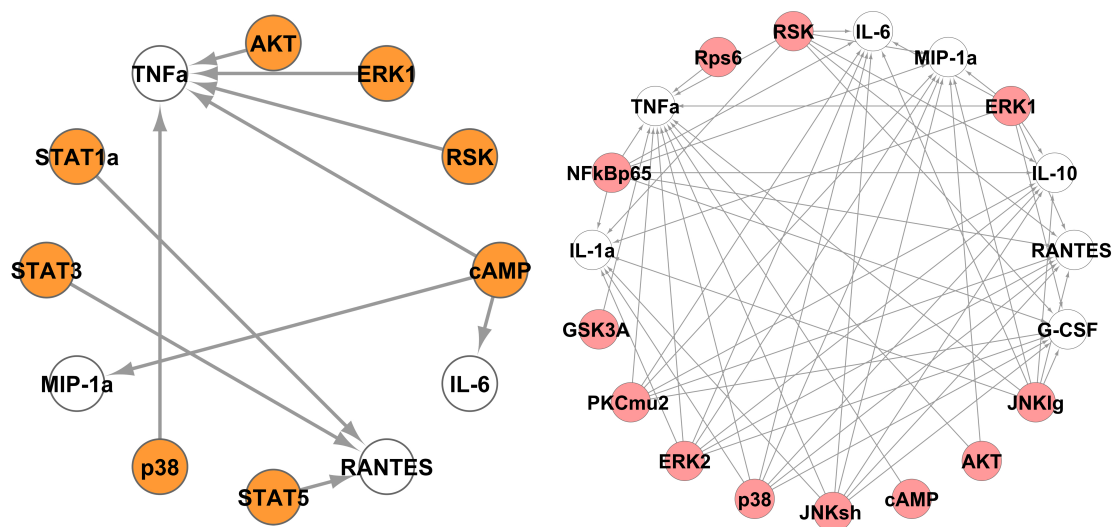 AKT
TNFa
ERK1
STAT1a
RSK
STAT3
cAMP
MIP-1a
IL-6
p38
RANTES
STAT5
RSK
IL-6
Rps6
MIP-1a
TNFa
ERK1
NFkBp65
IL-10
IL-1a
RANTES
GSK3A
G-CSF
PKCmu2
JNKlg
ERK2
AKT
p38
cAMP
JNKsh